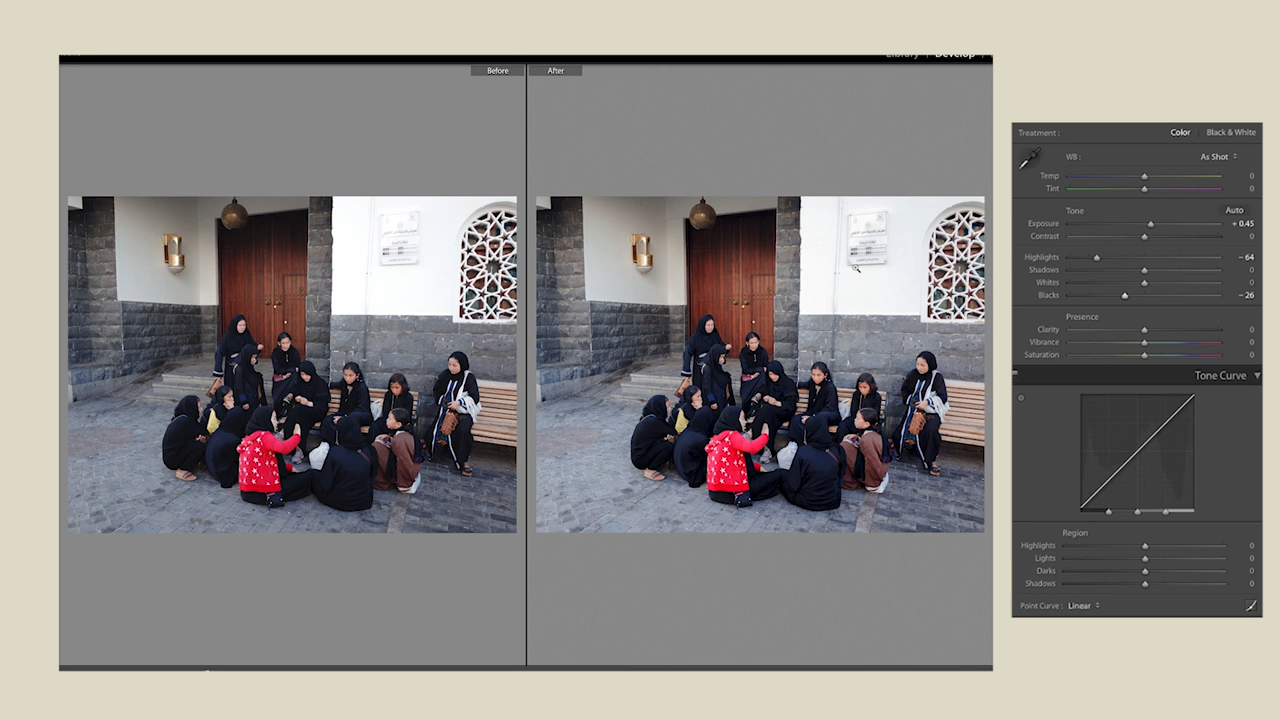 Library | Develop |
Before After
Treatment : Color Black & White
WB : As Shot
Temp 0
Tint 0
Tone Auto
Exposure + 0.45
Contrast 0
Highlights − 64
Shadows 0
Whites 0
Blacks − 26
Presence
Clarity 0
Vibrance 0
Saturation 0
Tone Curve
Region
Highlights 0
Lights 0
Darks 0
Shadows 0
Point Curve : Linear